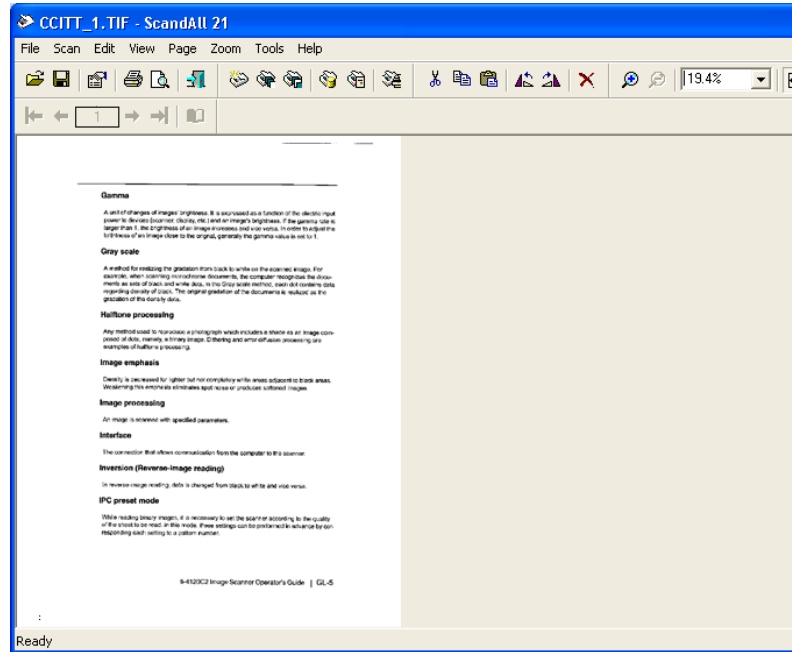 CCITT_1.TIF - ScandAll 21
File Scan Edit View Page Zoom Tools Help
19.4%
1
Gamma
A unit of changes of images' brightness. It is expressed as a function of the electric input
power to devices (scanner, display, etc.) and an image's brightness. If the gamma rate is
larger than 1, the brightness of an image increases and vice versa. In order to adjust the
brightness of an image close to the original, generally the gamma value is set to 1.
Gray scale
A method for realizing the gradation from black to white on the scanned image. For
example, when scanning monochrome documents, the computer recognizes the docu-
ments as sets of black and white dots. In the Gray scale method, each dot contains data
regarding density of black. The original gradation of the documents is realized as the
gradation of the density data.
Halftone processing
Any method used to reproduce a photograph which includes a shade as an image com-
posed of dots, namely, a binary image. Dithering and error diffusion processing are
examples of halftone processing.
Image emphasis
Density is decreased for lighter but not completely white areas adjacent to black areas.
Weakening this emphasis eliminates spot noise or produces softened images.
Image processing
An image is scanned with specified parameters.
Interface
The connection that allows communication from the computer to the scanner.
Inversion (Reverse-image reading)
In reverse image reading, data is changed from black to white and vice versa.
IPC preset mode
While reading binary images, it is necessary to set the scanner according to the quality
of the sheet to be read. In this mode, these settings can be performed in advance by cor-
responding each setting to a pattern number.
fi-4120C2 Image Scanner Operator's Guide | GL-5
Ready